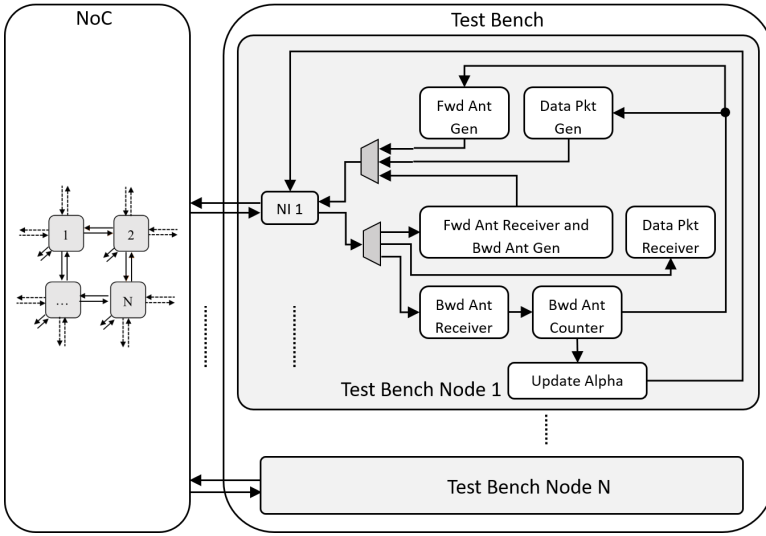 NoC
Test Bench
Fwd Ant
Gen
Data Pkt
Gen
NI 1
Fwd Ant Receiver and
Bwd Ant Gen
Data Pkt
Receiver
1
2
...
N
Bwd Ant
Receiver
Bwd Ant
Counter
Update Alpha
Test Bench Node 1
Test Bench Node N